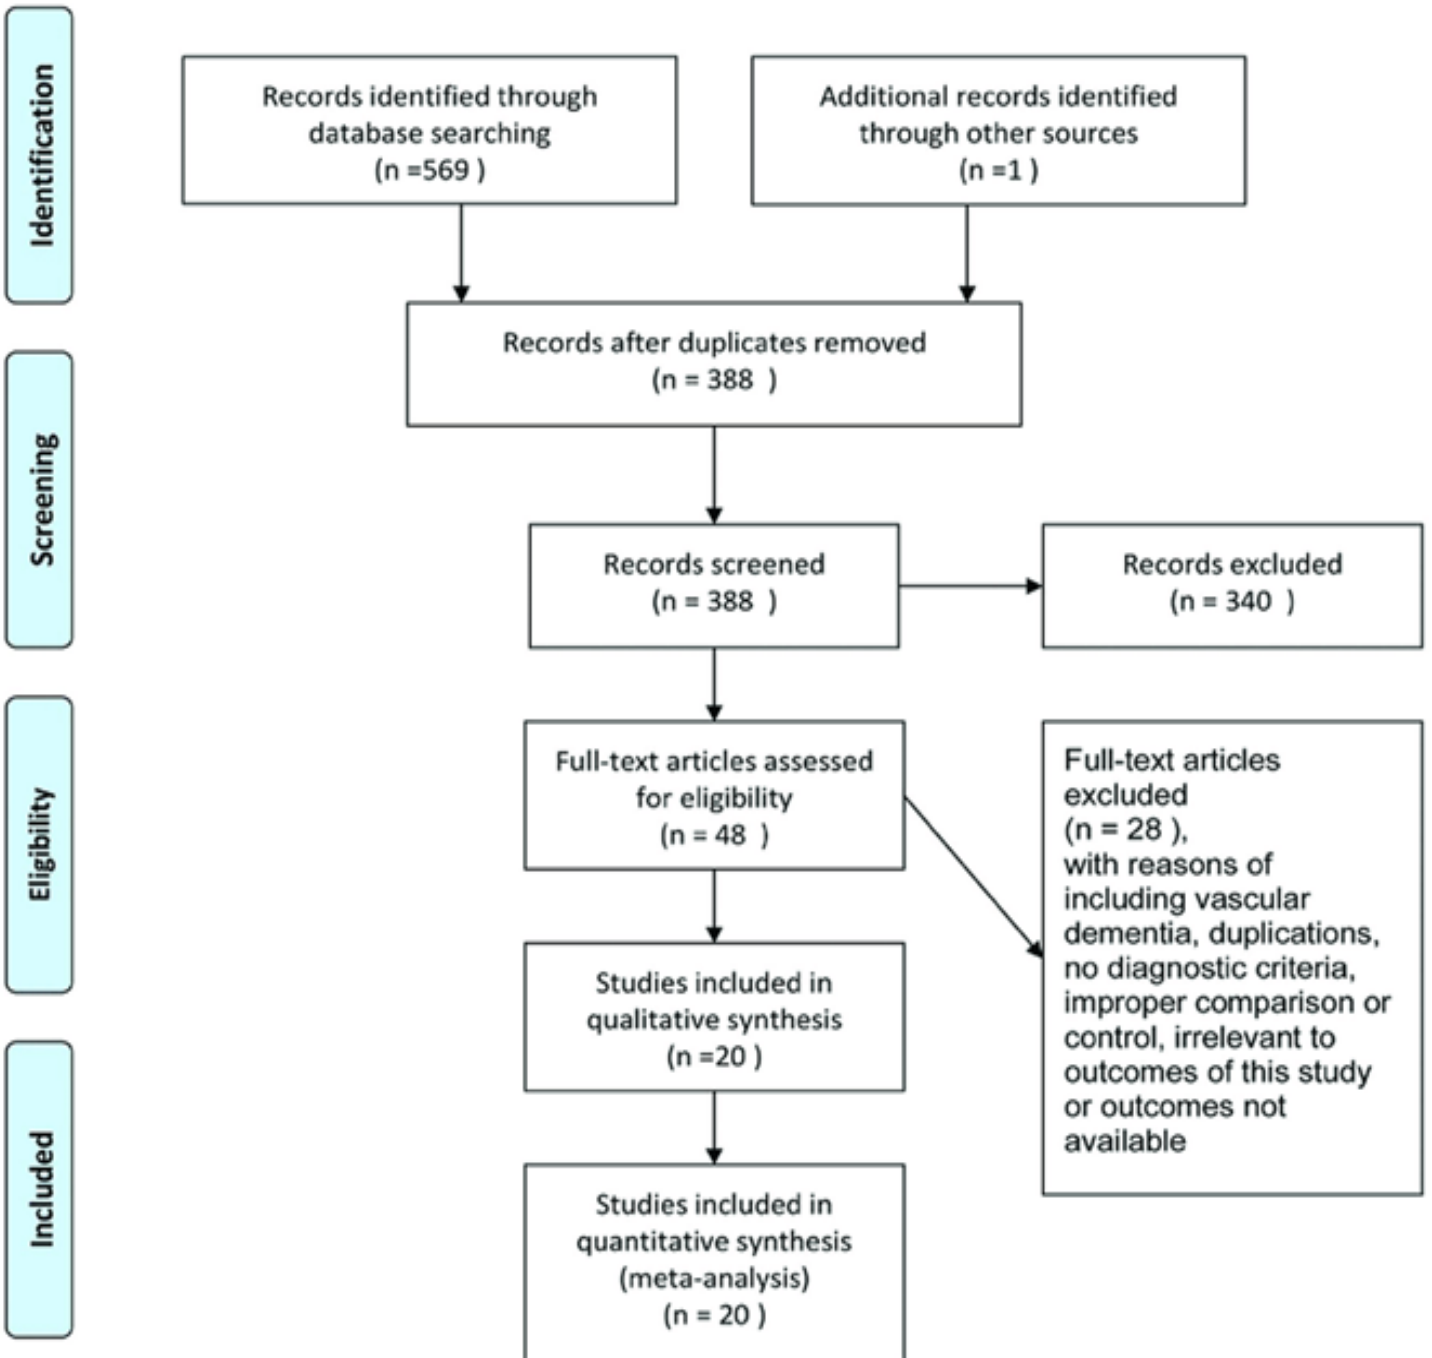 Identification
Records identified through
database searching
(n =569 )
Additional records identified
through other sources
(n =1 )
Records after duplicates removed
(n = 388  )
Screening
Records screened
(n = 388  )
Records excluded
(n = 340  )
Eligibility
Full-text articles assessed
for eligibility
(n = 48  )
Full-text articles
excluded
(n = 28 ),
with reasons of
including vascular
dementia, duplications,
no diagnostic criteria,
improper comparison or
control, irrelevant to
outcomes of this study
or outcomes not
available
Studies included in
qualitative synthesis
(n =20 )
Included
Studies included in
quantitative synthesis
(meta-analysis)
(n = 20 )